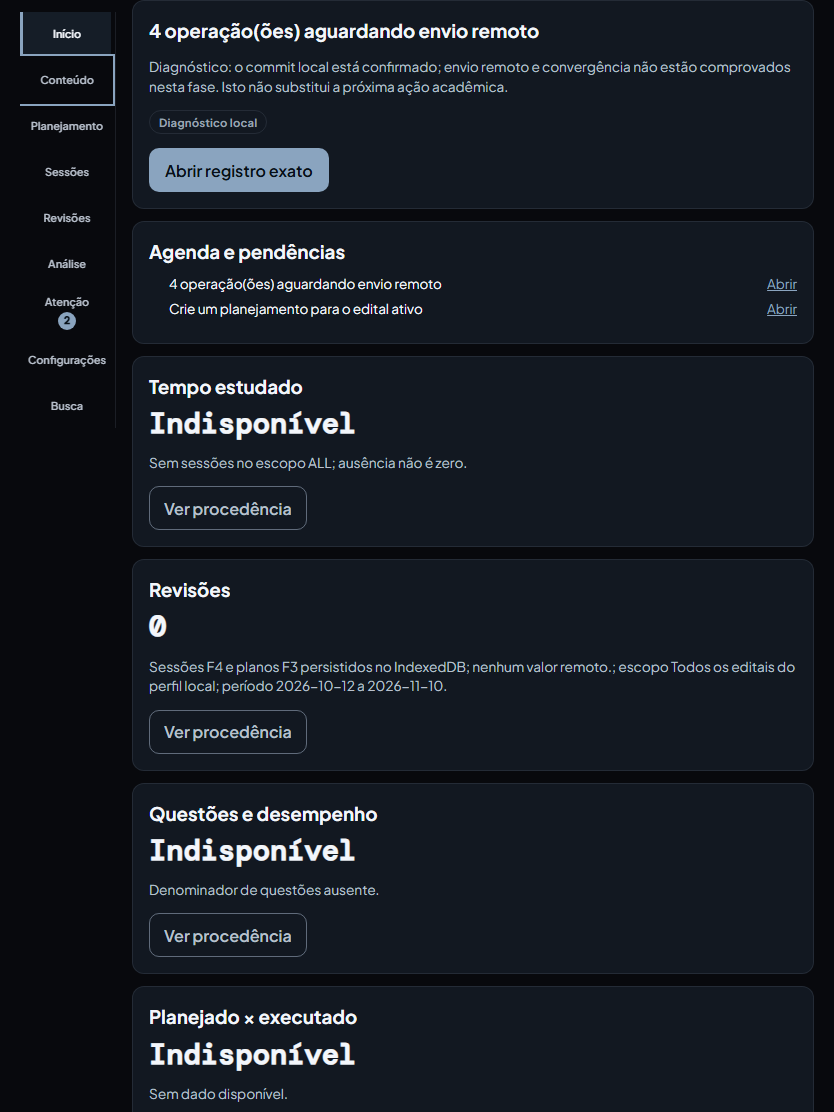 Início
Conteúdo
Planejamento
Sessões
Revisões
Análise
Atenção
2
Configurações
Busca
4 operação(ões) aguardando envio remoto
Diagnóstico: o commit local está confirmado; envio remoto e convergência não estão comprovados
nesta fase. Isto não substitui a próxima ação acadêmica.
Diagnóstico local
Abrir registro exato
Agenda e pendências
4 operação(ões) aguardando envio remoto Abrir
Crie um planejamento para o edital ativo Abrir
Tempo estudado
Indisponível
Sem sessões no escopo ALL; ausência não é zero.
Ver procedência
Revisões
0
Sessões F4 e planos F3 persistidos no IndexedDB; nenhum valor remoto.; escopo Todos os editais do
perfil local; período 2026-10-12 a 2026-11-10.
Ver procedência
Questões e desempenho
Indisponível
Denominador de questões ausente.
Ver procedência
Planejado × executado
Indisponível
Sem dado disponível.